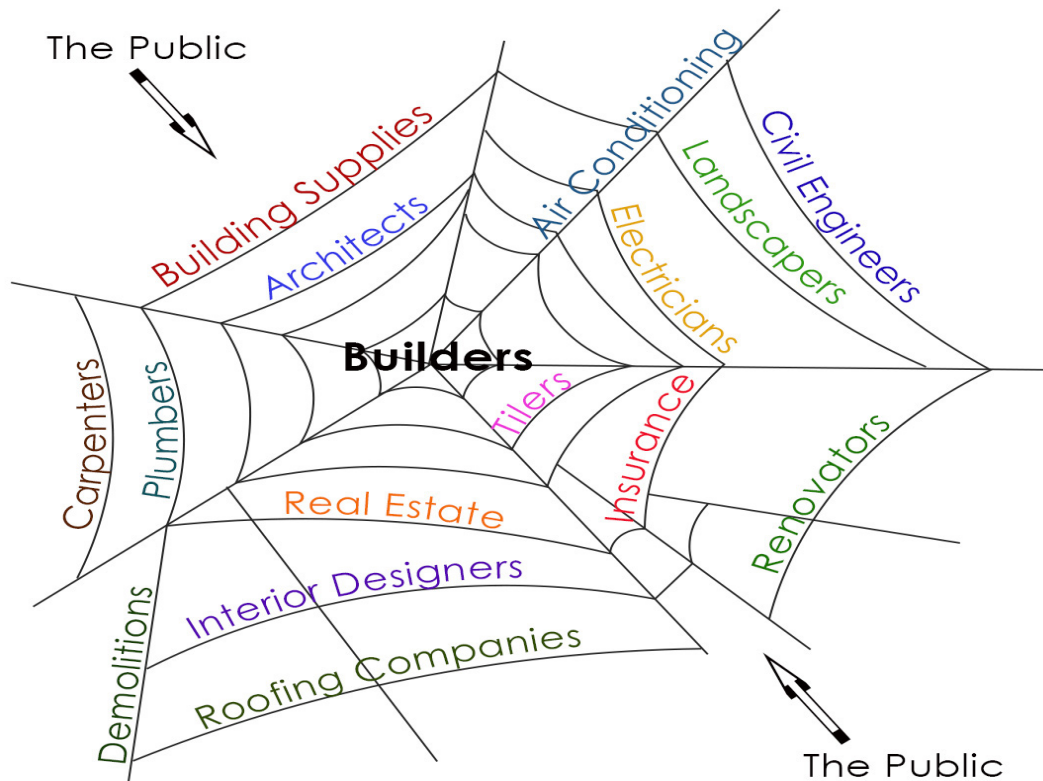 The Public
Building Supplies
Architects
Air Conditioning
Civil Engineers
Landscapers
Electricians
Builders
Carpenters
Plumbers
Tilers
Insurance
Renovators
Real Estate
Interior Designers
Roofing Companies
Demolitions
The Public